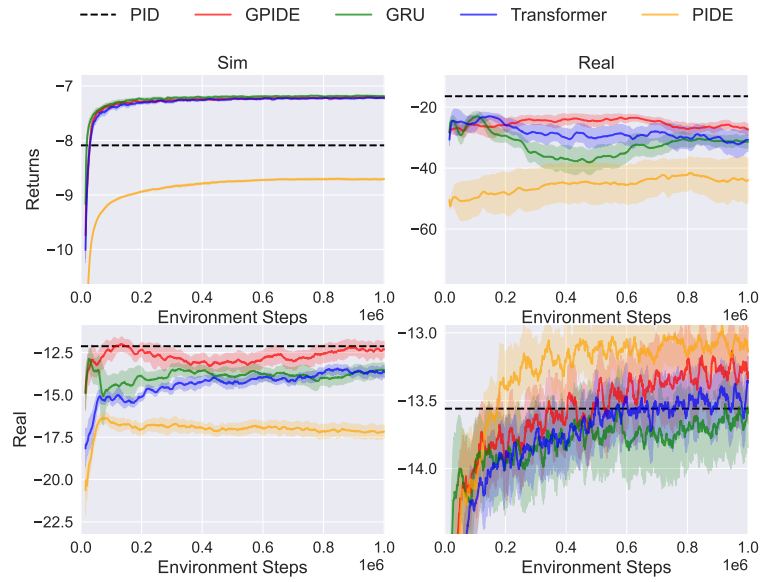 PID GPIDE GRU Transformer PIDE
Sim Real
−7
−8
−9
−10
Returns
0.0 0.2 0.4 0.6 0.8 1.0
Environment Steps 1e6
−20
−40
−60
0.0 0.2 0.4 0.6 0.8 1.0
Environment Steps 1e6
−12.5
−15.0
−17.5
−20.0
−22.5
Real
0.0 0.2 0.4 0.6 0.8 1.0
Environment Steps 1e6
−13.0
−13.5
−14.0
0.0 0.2 0.4 0.6 0.8 1.0
Environment Steps 1e6